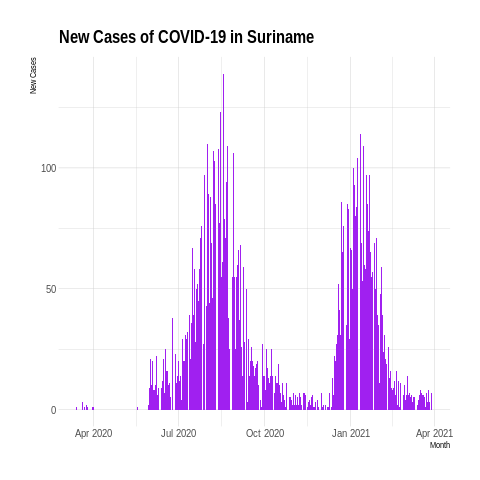 New Cases of COVID-19 in Suriname
New Cases
100
50
0
Apr 2020
Jul 2020
Oct 2020
Jan 2021
Apr 2021
Month